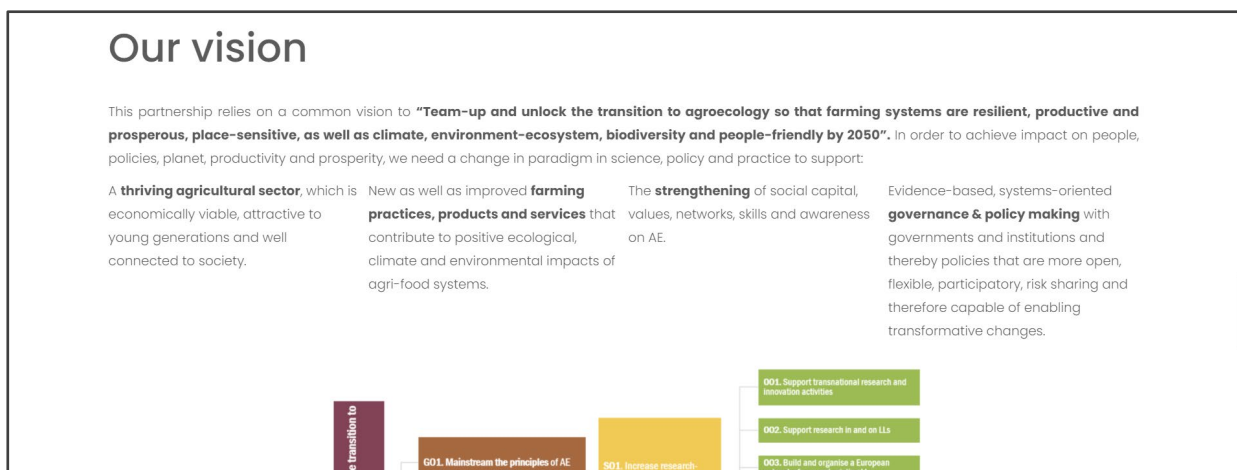 Our vision
This partnership relies on a common vision to “Team-up and unlock the transition to agroecology so that farming systems are resilient, productive and
prosperous, place-sensitive, as well as climate, environment-ecosystem, biodiversity and people-friendly by 2050”. In order to achieve impact on people,
policies, planet, productivity and prosperity, we need a change in paradigm in science, policy and practice to support:
A thriving agricultural sector, which is
economically viable, attractive to
young generations and well
connected to society.
New as well as improved farming
practices, products and services that
contribute to positive ecological,
climate and environmental impacts of
agri-food systems.
The strengthening of social capital,
values, networks, skills and awareness
on AE.
Evidence-based, systems-oriented
governance & policy making with
governments and institutions and
thereby policies that are more open,
flexible, participatory, risk sharing and
therefore capable of enabling
transformative changes.
transition to
GO1. Mainstream the principles of AE
SO1. Increase research-
OO1. Support transnational research and
innovation activities
OO2. Support research in and on LLs
OO3. Build and organise a European